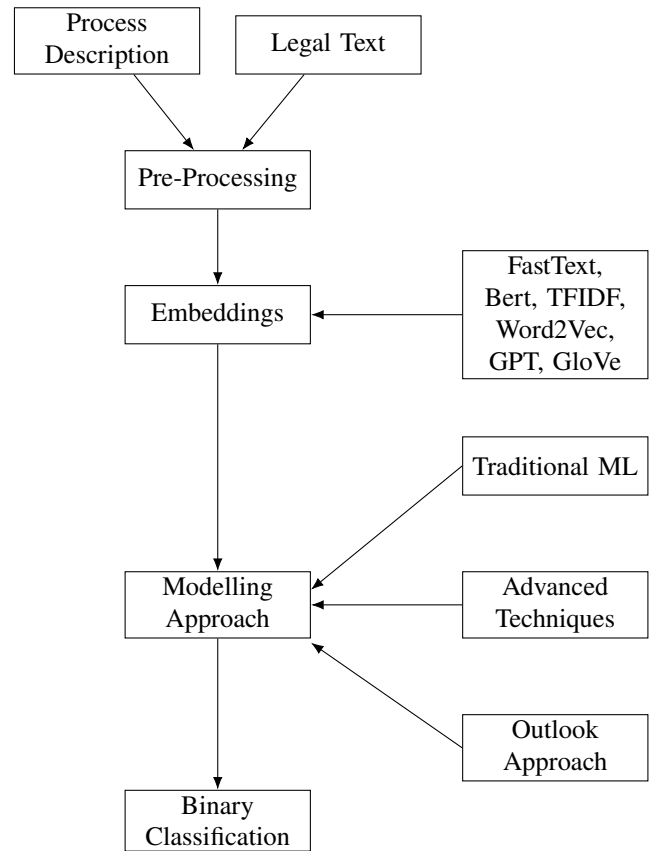 Process
Description
Legal Text
Pre-Processing
Embeddings
FastText,
Bert, TFIDF,
Word2Vec,
GPT, GloVe
Traditional ML
Modelling
Approach
Advanced
Techniques
Outlook
Approach
Binary
Classification